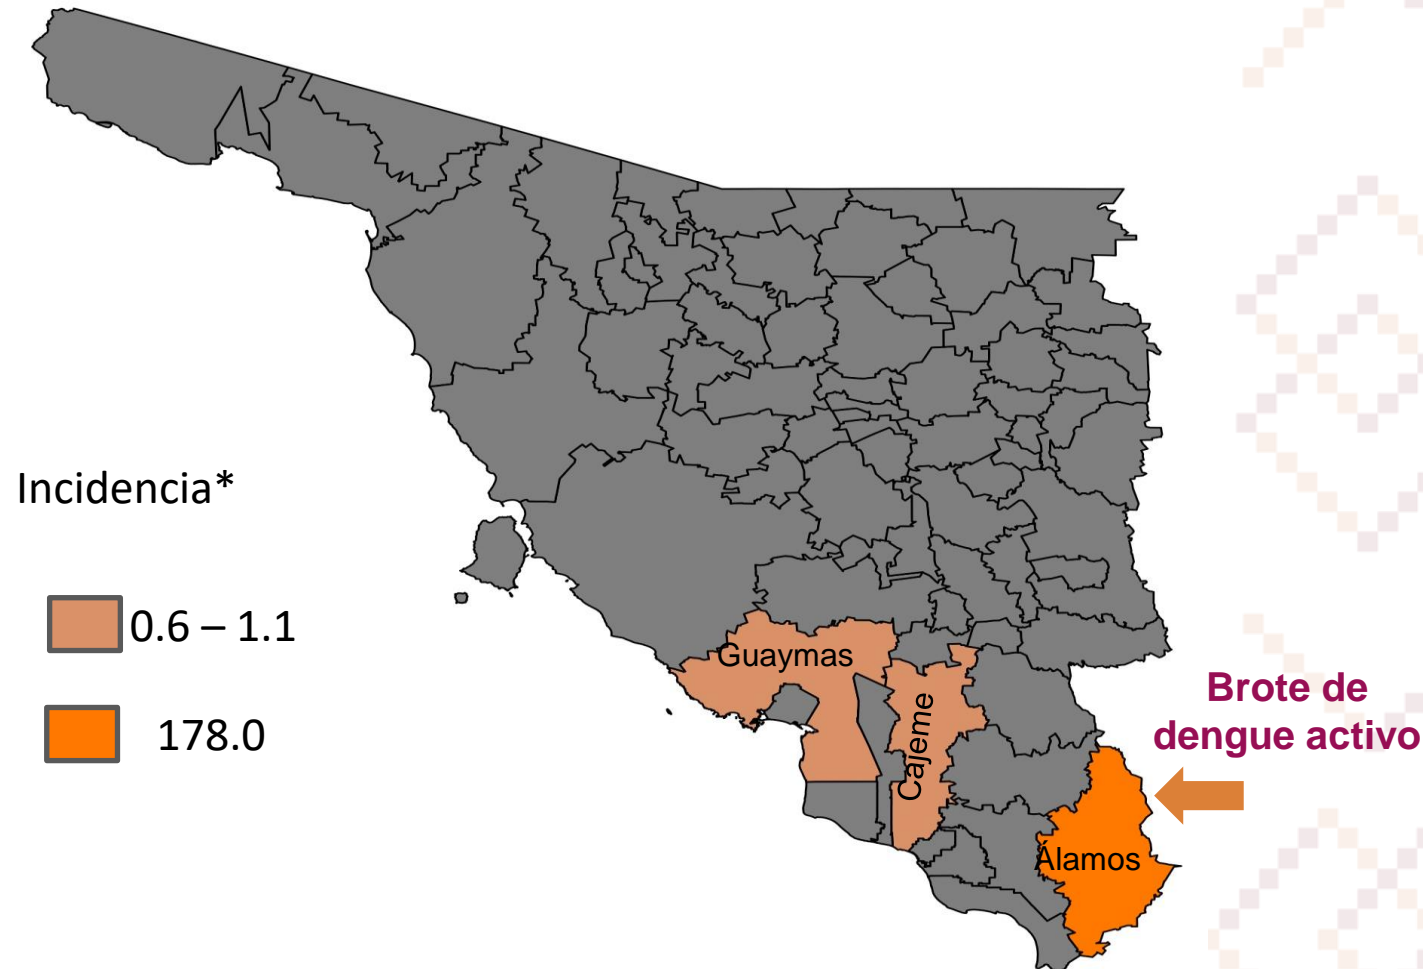 Incidencia*
0.6 – 1.1
178.0
Guaymas
Cajeme
Álamos
Brote de
dengue activo